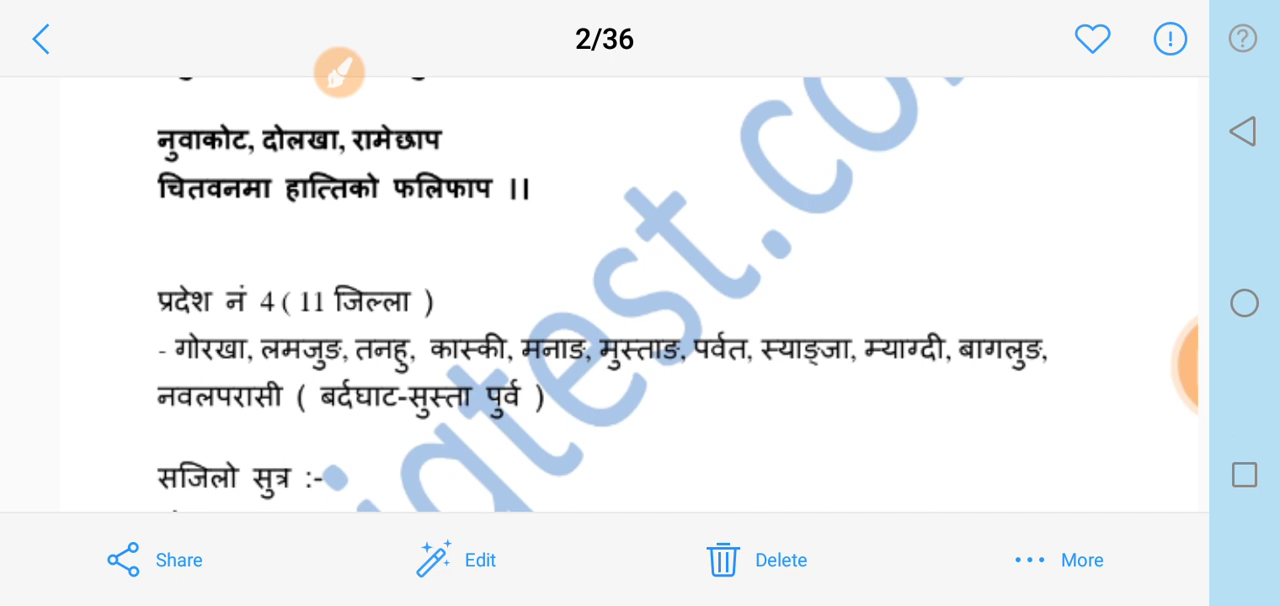 2/36
नुवाकोट, दोलखा, रामेछाप
चितवनमा हात्तिको फलिफाप ।।
प्रदेश नं 4 ( 11 जिल्ला )
- गोरखा, लमजुङ, तनहु, कास्की, मनाङ, मुस्ताङ, पर्वत, स्याङ्जा, म्याग्दी, बागलुङ,
नवलपरासी ( बर्दघाट-सुस्ता पुर्व )
सजिलो सुत्र :-
Share
Edit
Delete
More